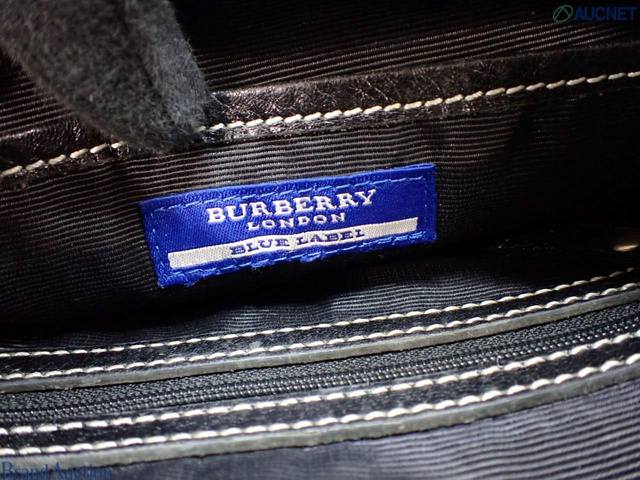 AUCNET
BURBERRY
LONDON
BLUE LABEL
Brand Auction